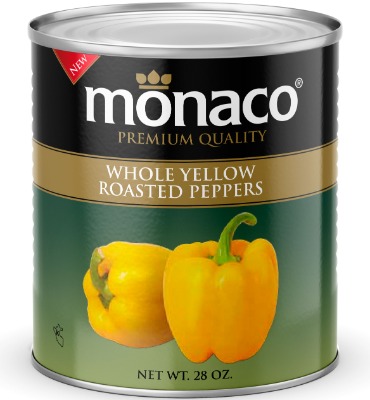 NEW
monaco®
PREMIUM QUALITY
WHOLE YELLOW
ROASTED PEPPERS
NET WT. 28 OZ.